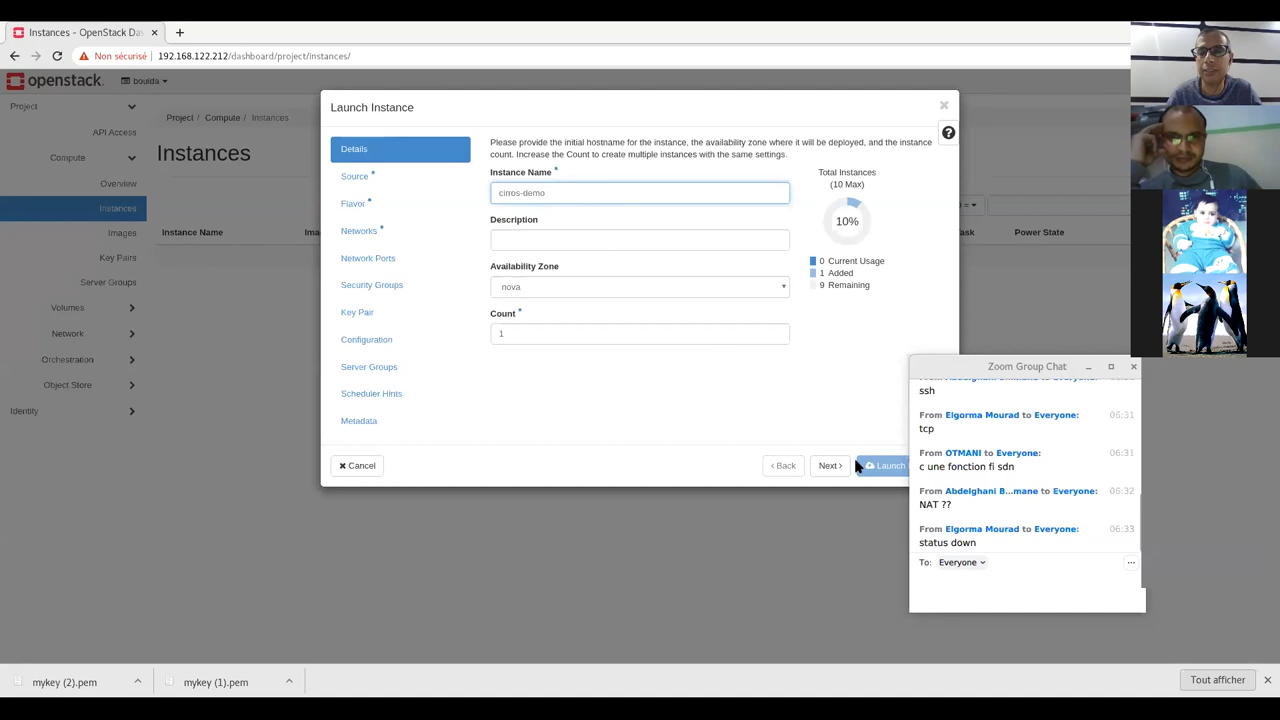 Instances - OpenStack Da
Non sécurisé 192.168.122.212/dashboard/project/instances/
openstack. bouida
Project
API Access
Compute
Overview
Instances
Images
Key Pairs
Server Groups
Volumes
Network
Orchestration
Object Store
Identity
Project / Compute / Instances
Instances
Instance Name
Task
Power State
Launch Instance
Details
Source *
Flavor *
Networks *
Network Ports
Security Groups
Key Pair
Configuration
Server Groups
Scheduler Hints
Metadata
Please provide the initial hostname for the instance, the availability zone where it will be deployed, and the instance
count. Increase the Count to create multiple instances with the same settings.
Instance Name *
cirros-demo
Description
Availability Zone
nova
Count *
1
Total Instances
(10 Max)
10%
0 Current Usage
1 Added
9 Remaining
Cancel
Back
Next
Launch
Zoom Group Chat
ssh
From Elgorma Mourad to Everyone: 06:31
tcp
From OTMANI to Everyone: 06:31
c une fonction fi sdn
From Abdelghani B...mane to Everyone: 06:32
NAT ??
From Elgorma Mourad to Everyone: 06:33
status down
To: Everyone
mykey (2).pem
mykey (1).pem
Tout afficher